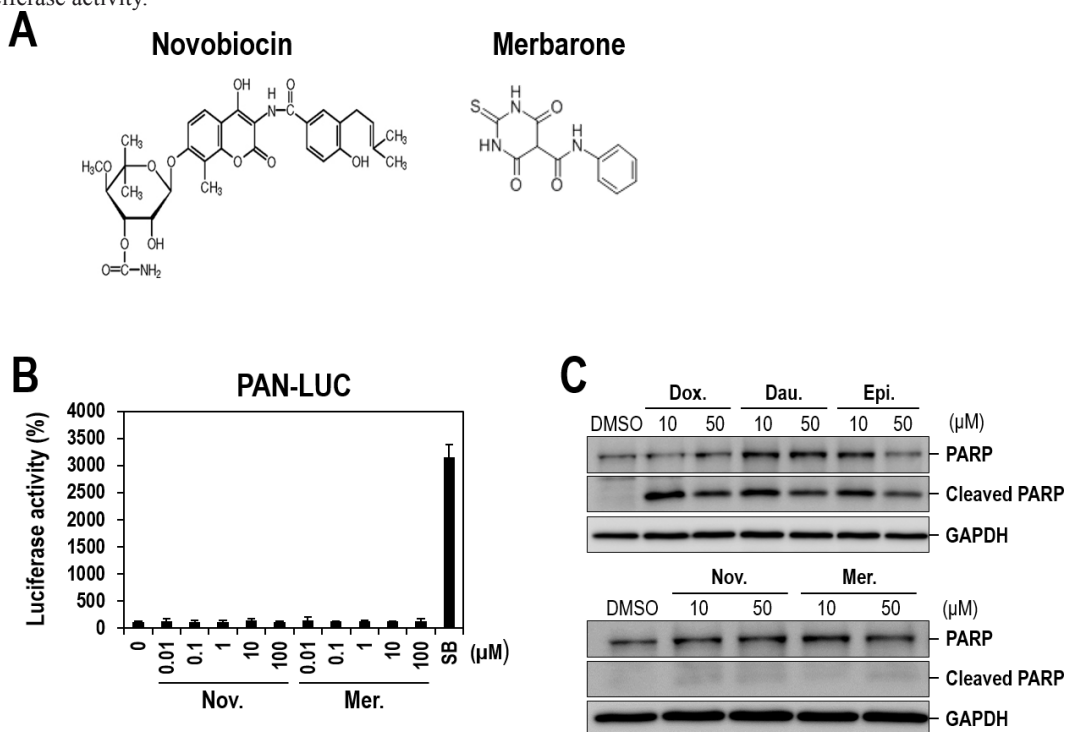 ciferase activity.
A
Novobiocin
Merbarone
OH
O
H
N
C
CH3
CH3
OH
O
O
CH3
O
CH3
O
H3CO
CH3
O
OH
O=C–NH2
H
S
N
O
HN
H
N
O
O
B
PAN-LUC
Luciferase activity (%)
4000
3500
3000
2500
2000
1500
1000
500
0
0
0.01
0.1
1
10
100
0.01
0.1
1
10
100
SB
(µM)
Nov.
Mer.
C
Dox.
Dau.
Epi.
DMSO
10
50
10
50
10
50
(µM)
PARP
Cleaved PARP
GAPDH
Nov.
Mer.
DMSO
10
50
10
50
(µM)
PARP
Cleaved PARP
GAPDH